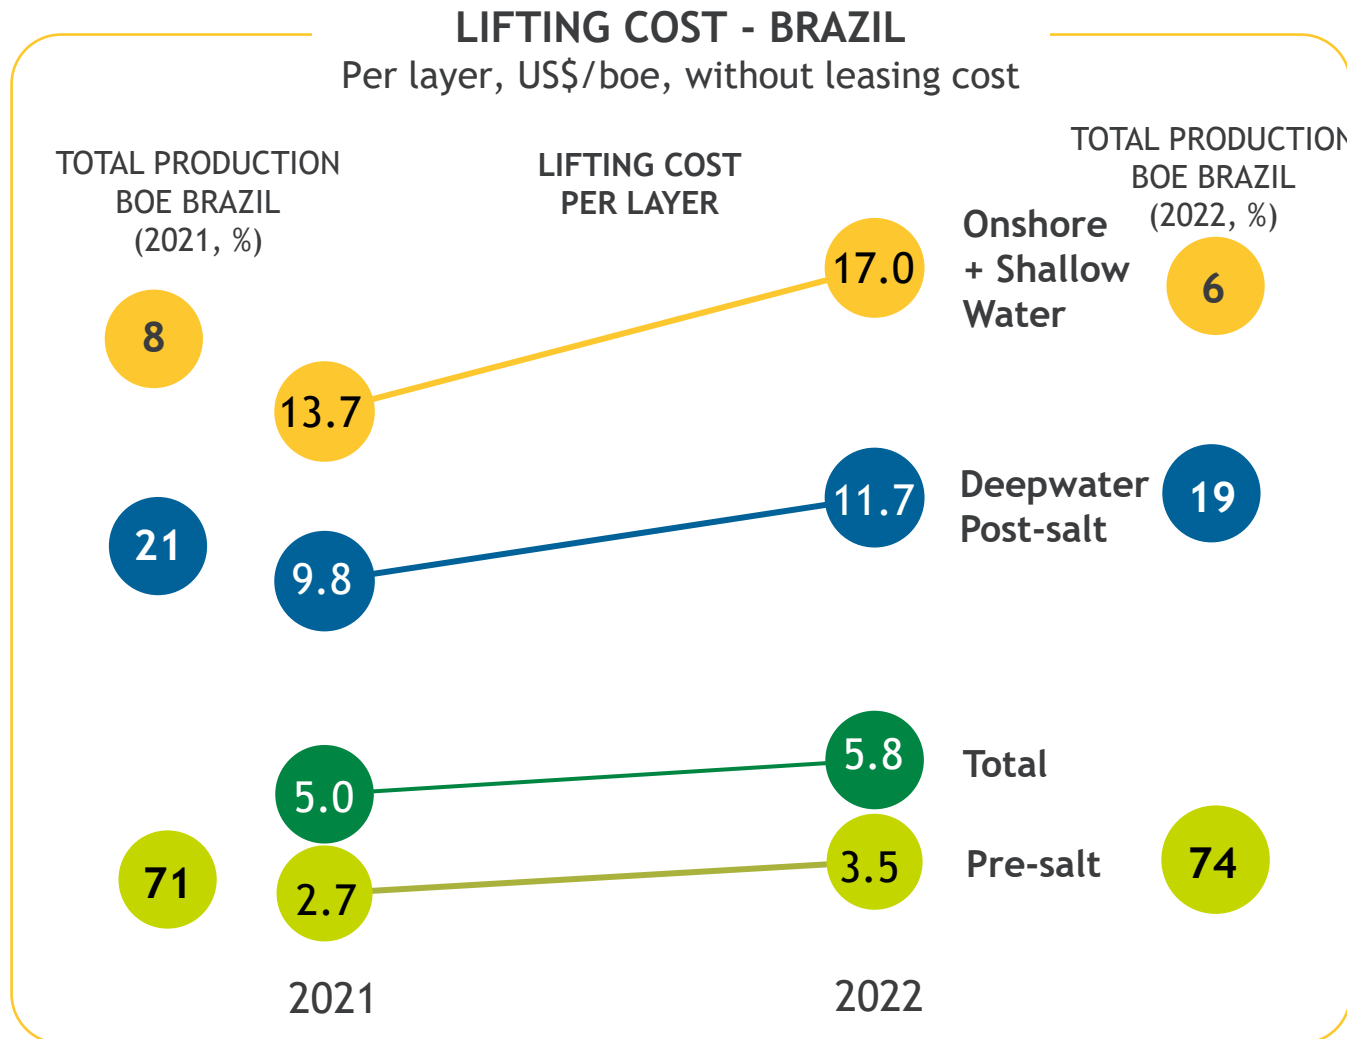 LIFTING COST - BRAZIL
Per layer, US$/boe, without leasing cost
TOTAL PRODUCTION
BOE BRAZIL
(2021, %)
LIFTING COST
PER LAYER
TOTAL PRODUCTION
BOE BRAZIL
(2022, %)
8
13.7
17.0
Onshore
+ Shallow
Water
6
21
9.8
11.7
Deepwater
Post-salt
19
5.0
5.8
Total
71
2.7
3.5
Pre-salt
74
2021
2022